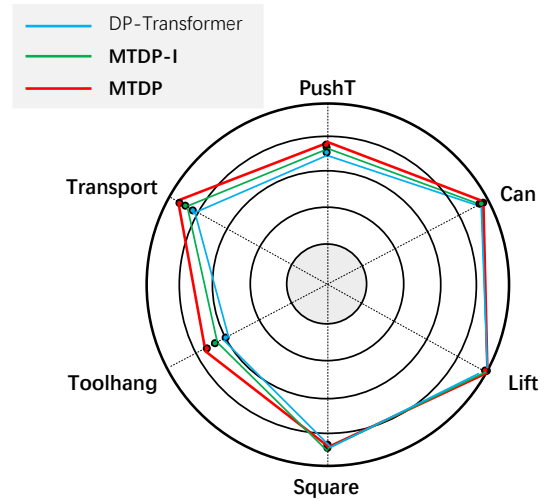 DP-Transformer
MTDP-I
MTDP
PushT
Transport
Can
Toolhang
Lift
Square